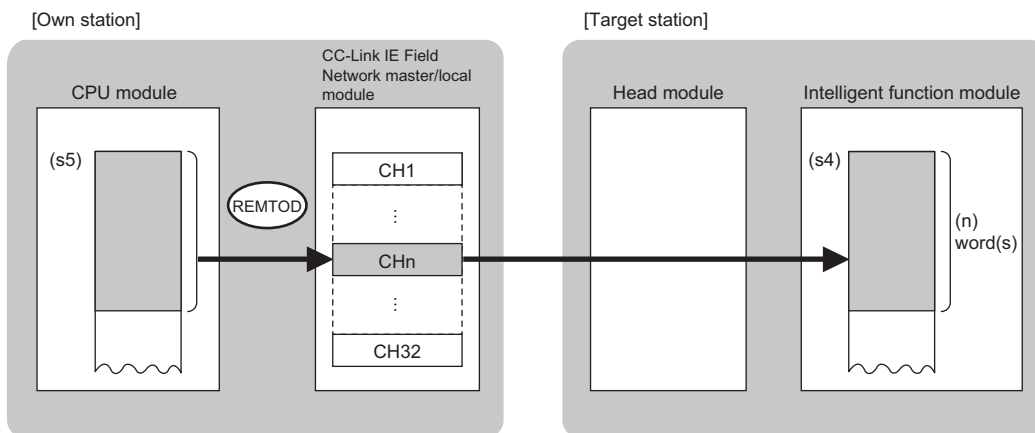 [Own station]
[Target station]
CC-Link IE Field
Network master/local
module
CPU module
Head module
Intelligent function module
(s5)
REMTOD
CH1
⋮
CHn
⋮
CH32
(s4)
(n)
word(s)